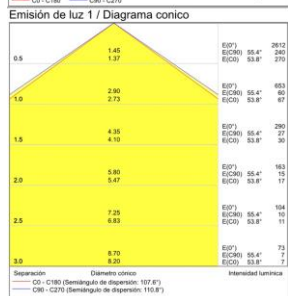 C0 - C180 C90 - C270
Emisión de luz 1 / Diagrama conico
E(0°) 2612
1.45 E(C90) 55.4° 240
0.5 1.37 E(C0) 53.8° 270
E(0°) 653
2.90 E(C90) 55.4° 60
1.0 2.73 E(C0) 53.8° 67
E(0°) 290
4.35 E(C90) 55.4° 27
1.5 4.10 E(C0) 53.8° 30
E(0°) 163
5.80 E(C90) 55.4° 15
2.0 5.47 E(C0) 53.8° 17
E(0°) 104
7.25 E(C90) 55.4° 10
2.5 6.83 E(C0) 53.8° 11
E(0°) 73
8.70 E(C90) 55.4° 7
3.0 8.20 E(C0) 53.8° 7
Separación Diámetro cónico Intensidad lumínica
C0 - C180 (Semiángulo de dispersión: 107.6°)
C90 - C270 (Semiángulo de dispersión: 110.8°)